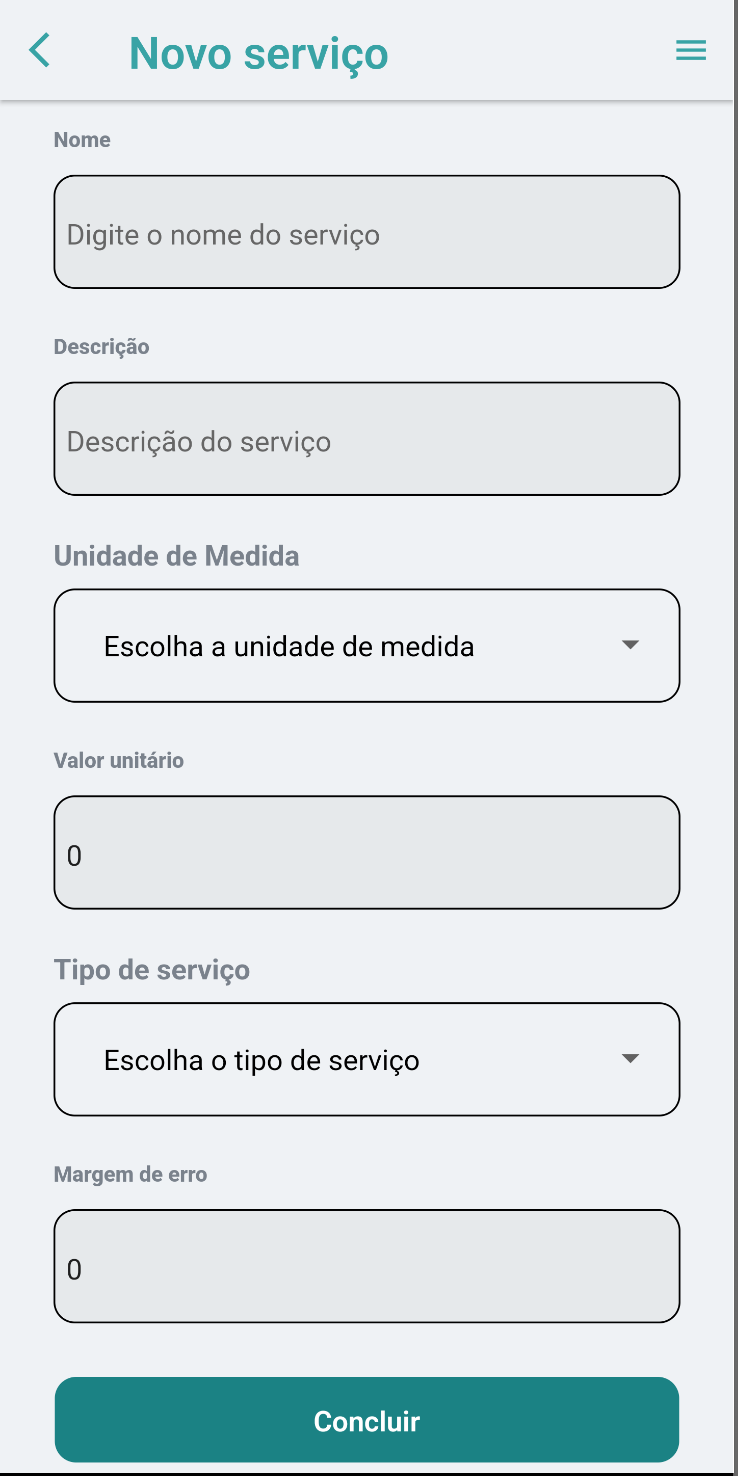 Novo serviço
Nome
Digite o nome do serviço
Descrição
Descrição do serviço
Unidade de Medida
Escolha a unidade de medida
Valor unitário
0
Tipo de serviço
Escolha o tipo de serviço
Margem de erro
0
Concluir